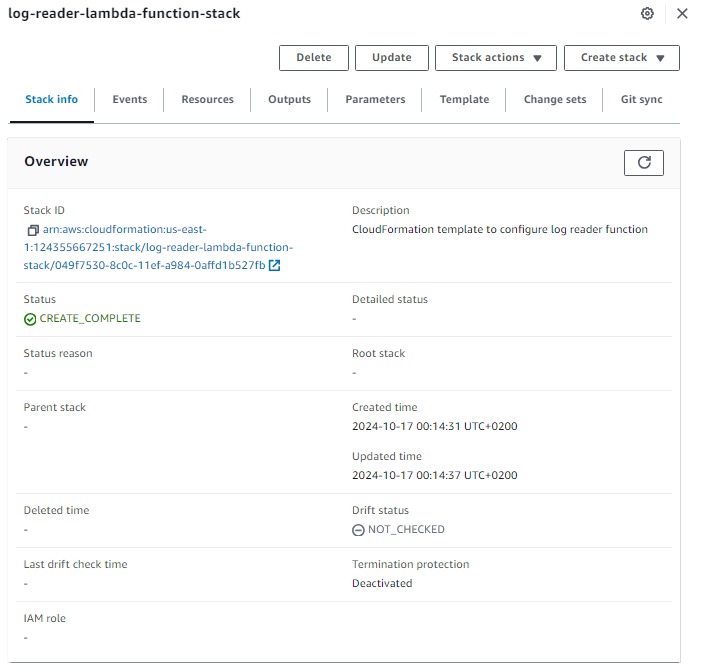 log-reader-lambda-function-stack
Delete
Update
Stack actions
Create stack
Stack info
Events
Resources
Outputs
Parameters
Template
Change sets
Git sync
Overview
Stack ID
arn:aws:cloudformation:us-east-
1:124355667251:stack/log-reader-lambda-function-
stack/049f7530-8c0c-11ef-a984-0affd1b527fb
Description
CloudFormation template to configure log reader function
Status
CREATE_COMPLETE
Detailed status
-
Status reason
-
Root stack
-
Parent stack
-
Created time
2024-10-17 00:14:31 UTC+0200
Updated time
2024-10-17 00:14:37 UTC+0200
Deleted time
-
Drift status
NOT_CHECKED
Last drift check time
-
Termination protection
Deactivated
IAM role
-